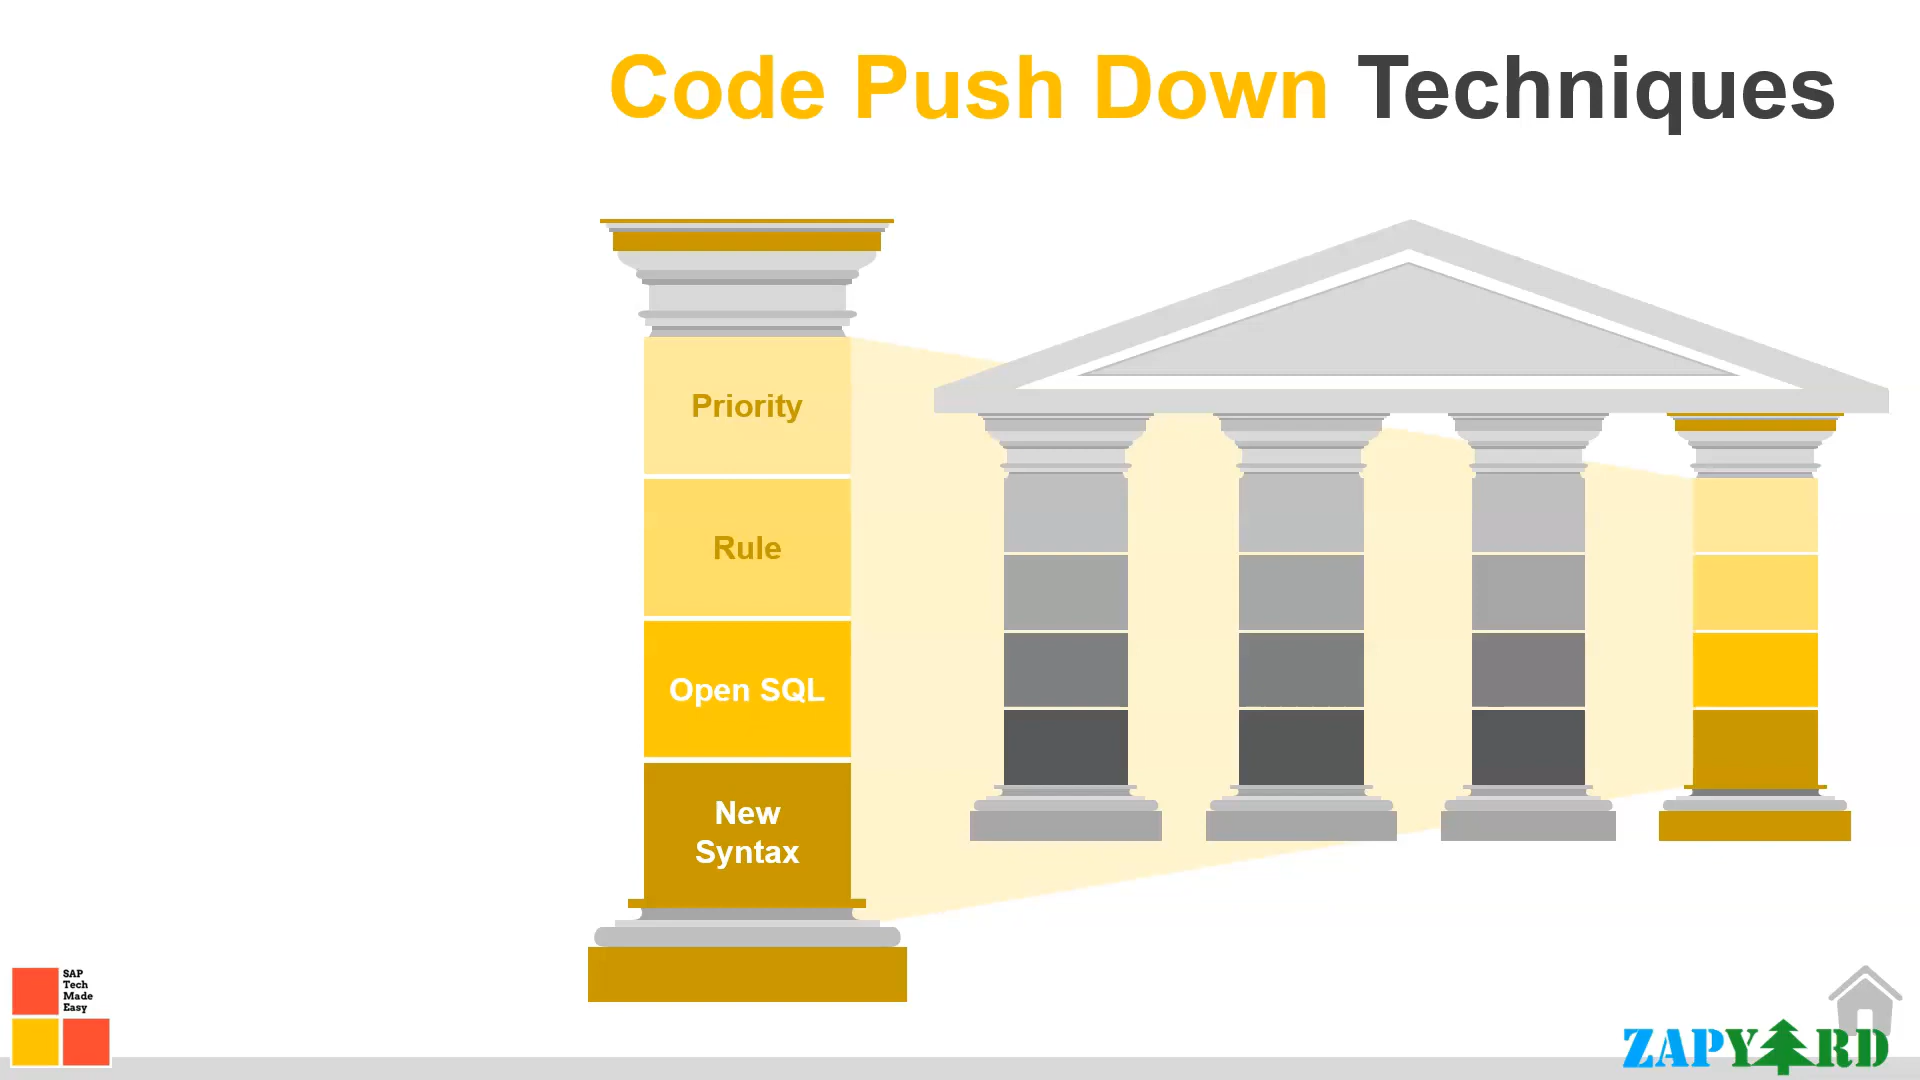 Code Push Down Techniques
Priority
Rule
Open SQL
New
Syntax
SAP
Tech
Made
Easy
ZAPYARD